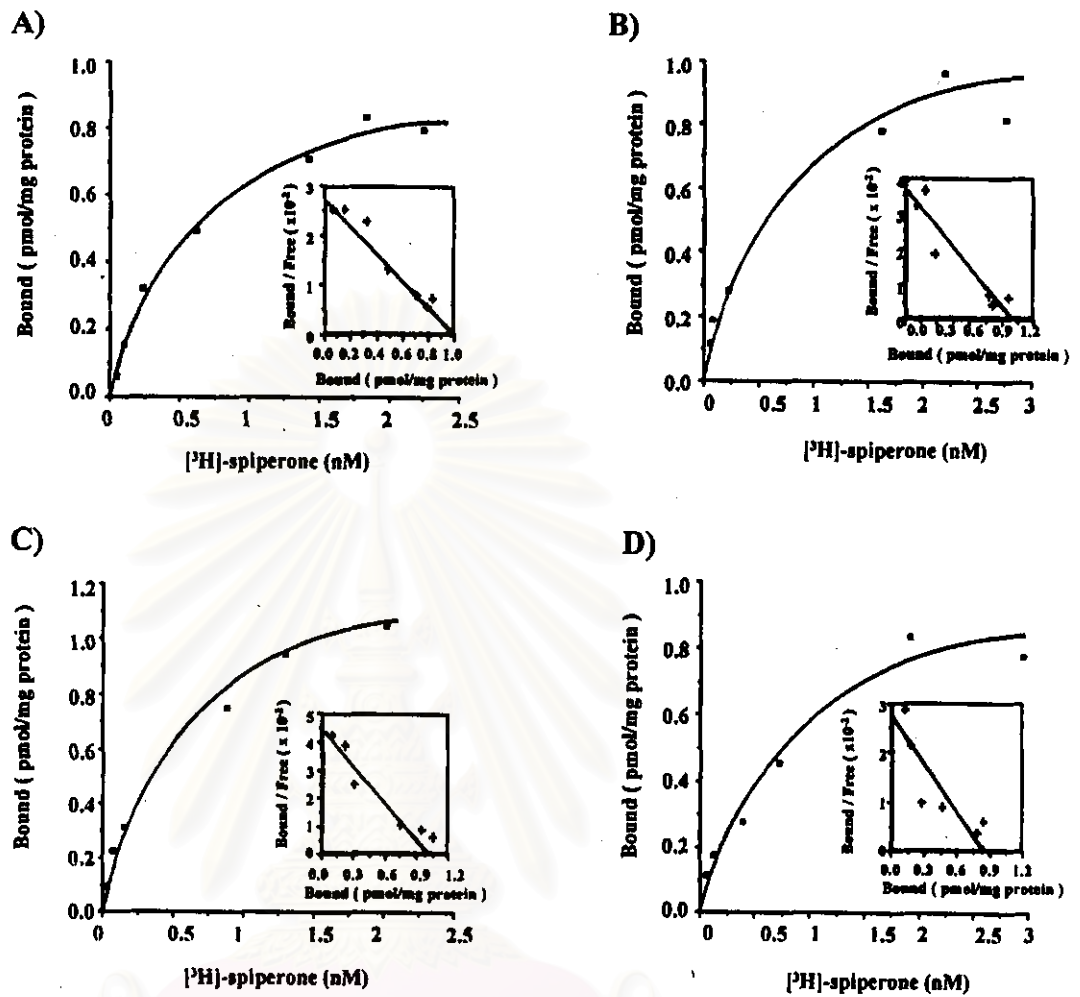 A)
1.0
0.8
0.6
0.4
0.2
0.0
Bound ( pmol/mg protein )
0 0.5 1 1.5 2 2.5
[³H]-spiperone (nM)
3
2
1
0
Bound / Free ( x10⁻²)
0.0 0.2 0.4 0.6 0.8 1.0
Bound ( pmol/mg protein )
B)
1.0
0.8
0.6
0.4
0.2
0.0
Bound ( pmol/mg protein )
0 0.5 1 1.5 2 2.5 3
[³H]-spiperone (nM)
3
2
1
Bound / Free ( x 10⁻²)
0 0.3 0.6 0.9 1.2
Bound ( pmol/mg protein )
C)
1.2
1.0
0.8
0.6
0.4
0.2
0.0
Bound ( pmol/mg protein )
0 0.5 1 1.5 2 2.5
[³H]-spiperone (nM)
5
4
3
2
1
0
Bound / Free ( x 10⁻²)
0.0 0.3 0.6 0.9 1.2
Bound ( pmol/mg protein )
D)
1.0
0.8
0.6
0.4
0.2
0.0
Bound ( pmol/mg protein )
0 0.5 1 1.5 2 2.5 3
[³H]-spiperone (nM)
3
2
1
0
Bound / Free ( x10⁻²)
0.0 0.3 0.6 0.9 1.2
Bound ( pmol/mg protein )